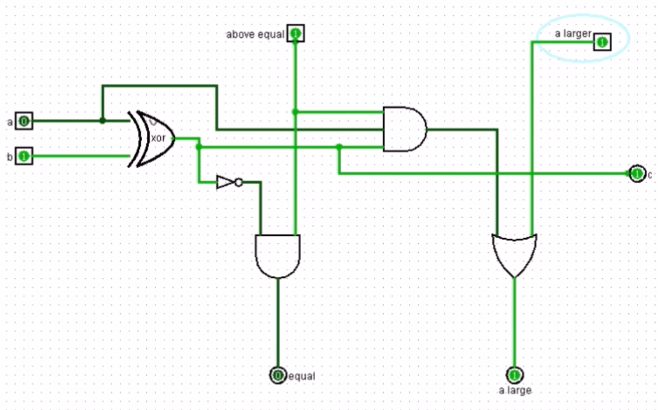 above equal 1
a larger 1
a 0
xor
b 1
1 c
0 equal
1
a large